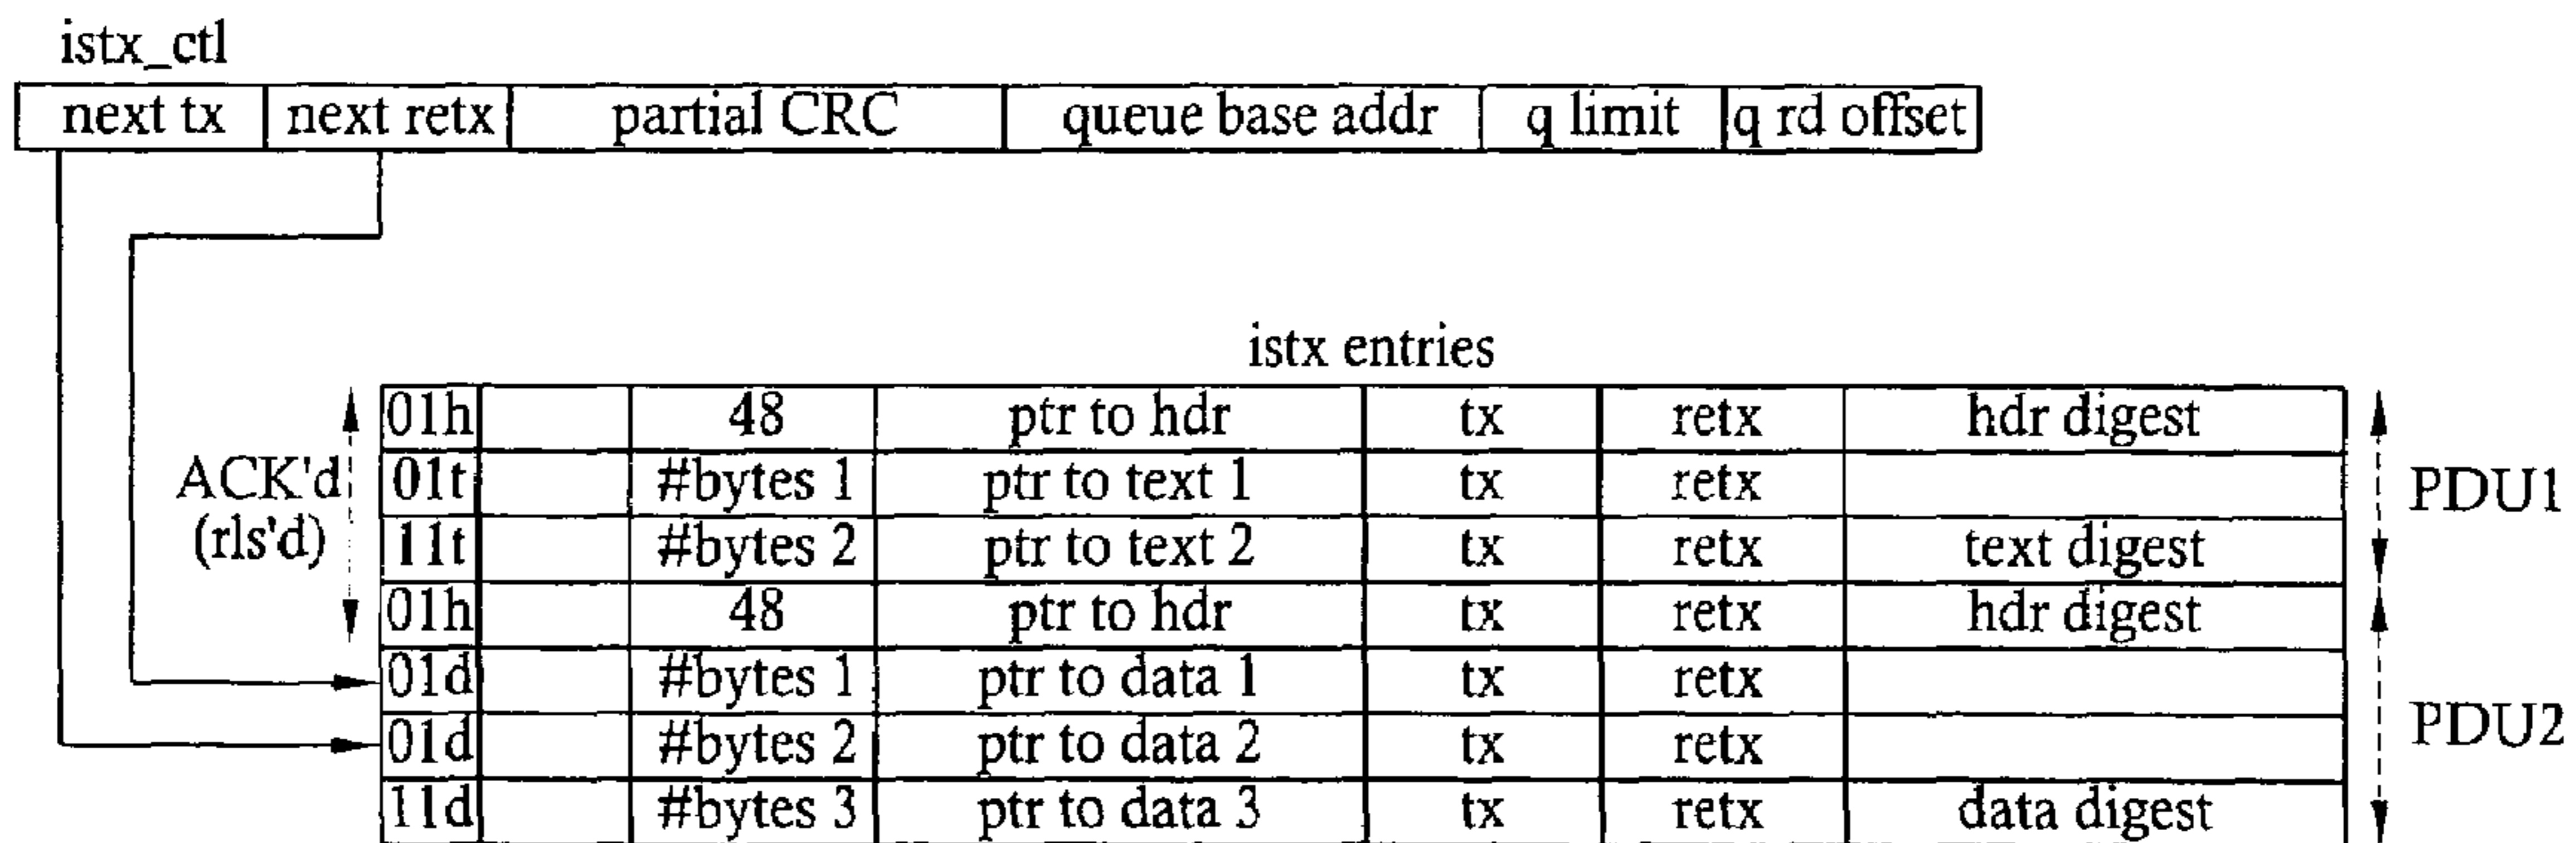 istx_ctl
next tx next retx partial CRC queue base addr q limit q rd offset
istx entries
01h 48 ptr to hdr tx retx hdr digest
01t #bytes 1 ptr to text 1 tx retx
11t #bytes 2 ptr to text 2 tx retx text digest
01h 48 ptr to hdr tx retx hdr digest
01d #bytes 1 ptr to data 1 tx retx
01d #bytes 2 ptr to data 2 tx retx
11d #bytes 3 ptr to data 3 tx retx data digest
ACK'd
(rls'd)
PDU1
PDU2